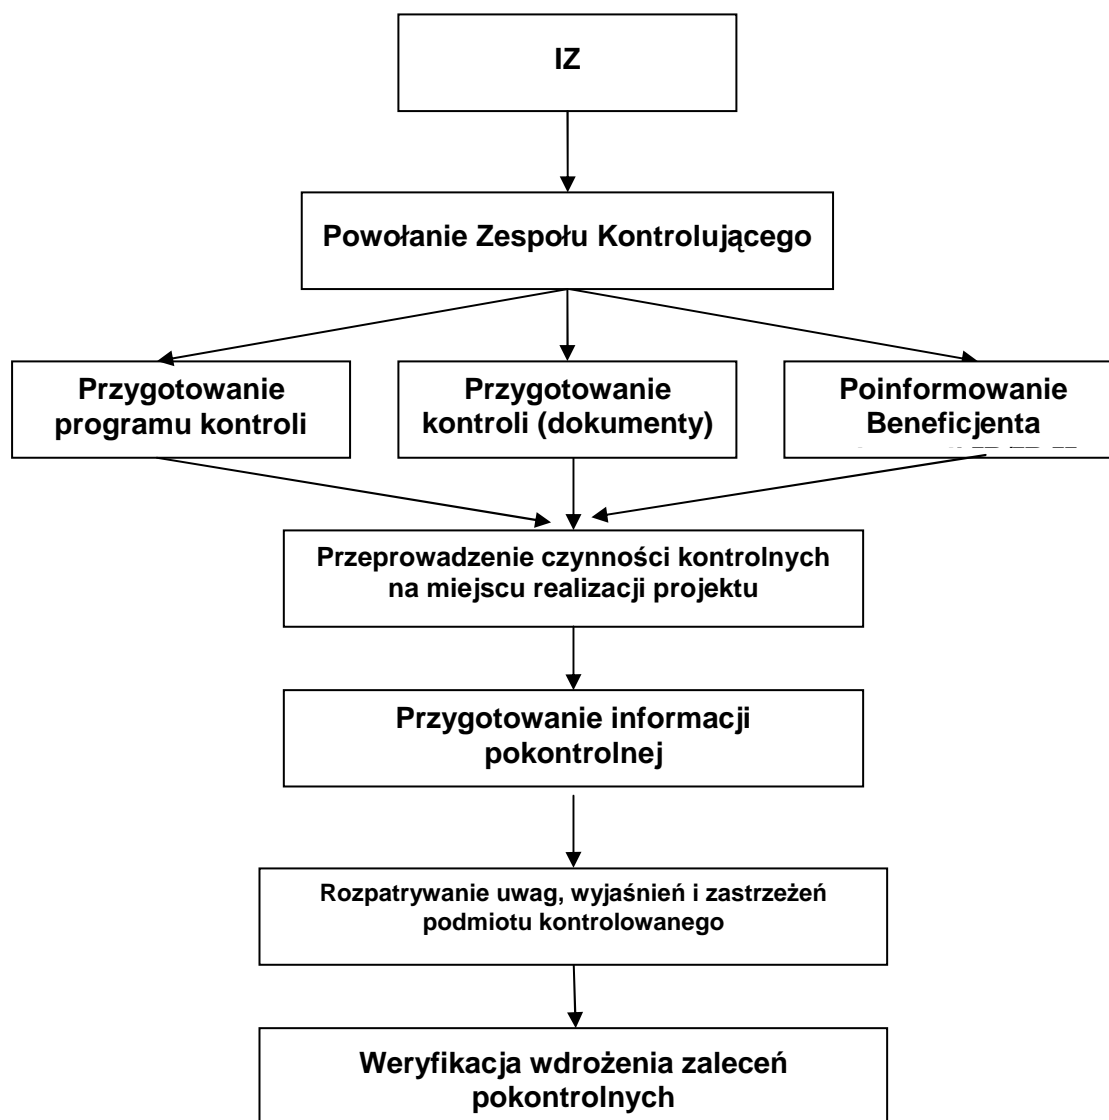 IZ
Powołanie Zespołu Kontrolującego
Przygotowanie
programu kontroli
Przygotowanie
kontroli (dokumenty)
Poinformowanie
Beneficjenta
Przeprowadzenie czynności kontrolnych
na miejscu realizacji projektu
Przygotowanie informacji
pokontrolnej
Rozpatrywanie uwag, wyjaśnień i zastrzeżeń
podmiotu kontrolowanego
Weryfikacja wdrożenia zaleceń
pokontrolnych